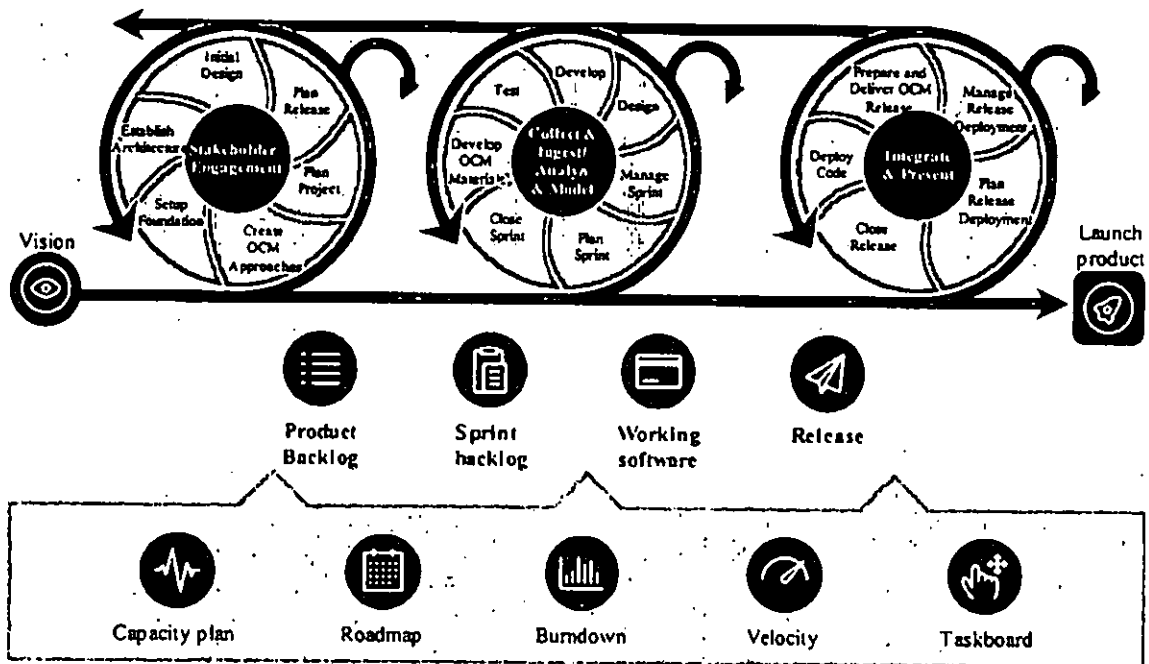 Initial
Design
Plan
Release
Plan
Project
Create
OCM
Approaches
Setup
Foundation
Establish
Architecture
Stakeholder
Engagement
Develop
Design
Manage
Sprint
Plan
Sprint
Close
Sprint
Develop
OCM
Materials
Test
Collect &
Ingest/
Analyze
& Model
Prepare and
Deliver OCM
Release
Manage
Release
Deployment
Plan
Release
Deployment
Close
Release
Deploy
Code
Integrate
& Present
Vision
Launch
product
Product
Backlog
Sprint
backlog
Working
software
Release
Capacity plan
Roadmap
Burndown
Velocity
Taskboard